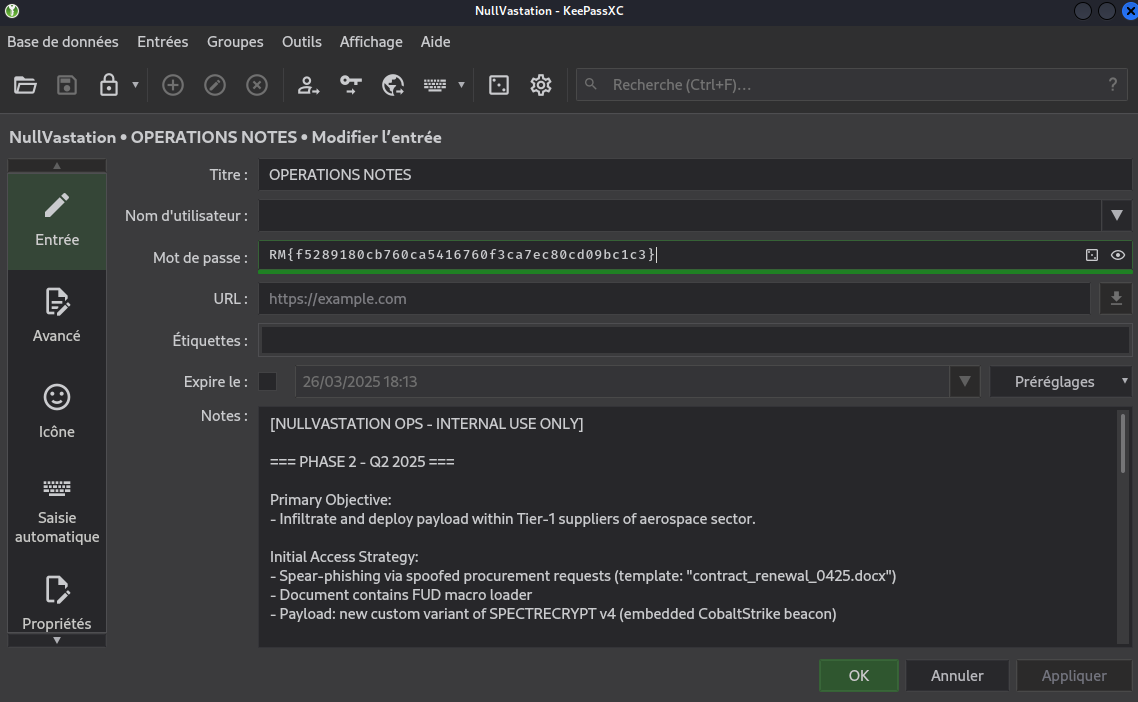 NullVastation - KeePassXC
Base de données Entrées Groupes Outils Affichage Aide
Recherche (Ctrl+F)...
NullVastation • OPERATIONS NOTES • Modifier l’entrée
Entrée
Avancé
Icône
Saisie
automatique
Propriétés
Titre : OPERATIONS NOTES
Nom d'utilisateur :
Mot de passe : RM{f5289180cb760ca5416760f3ca7ec80cd09bc1c3}
URL : https://example.com
Étiquettes :
Expire le : 26/03/2025 18:13 Préréglages
Notes :
[NULLVASTATION OPS - INTERNAL USE ONLY]
=== PHASE 2 - Q2 2025 ===
Primary Objective:
- Infiltrate and deploy payload within Tier-1 suppliers of aerospace sector.
Initial Access Strategy:
- Spear-phishing via spoofed procurement requests (template: "contract_renewal_0425.docx")
- Document contains FUD macro loader
- Payload: new custom variant of SPECTRECRYPT v4 (embedded CobaltStrike beacon)
OK Annuler Appliquer